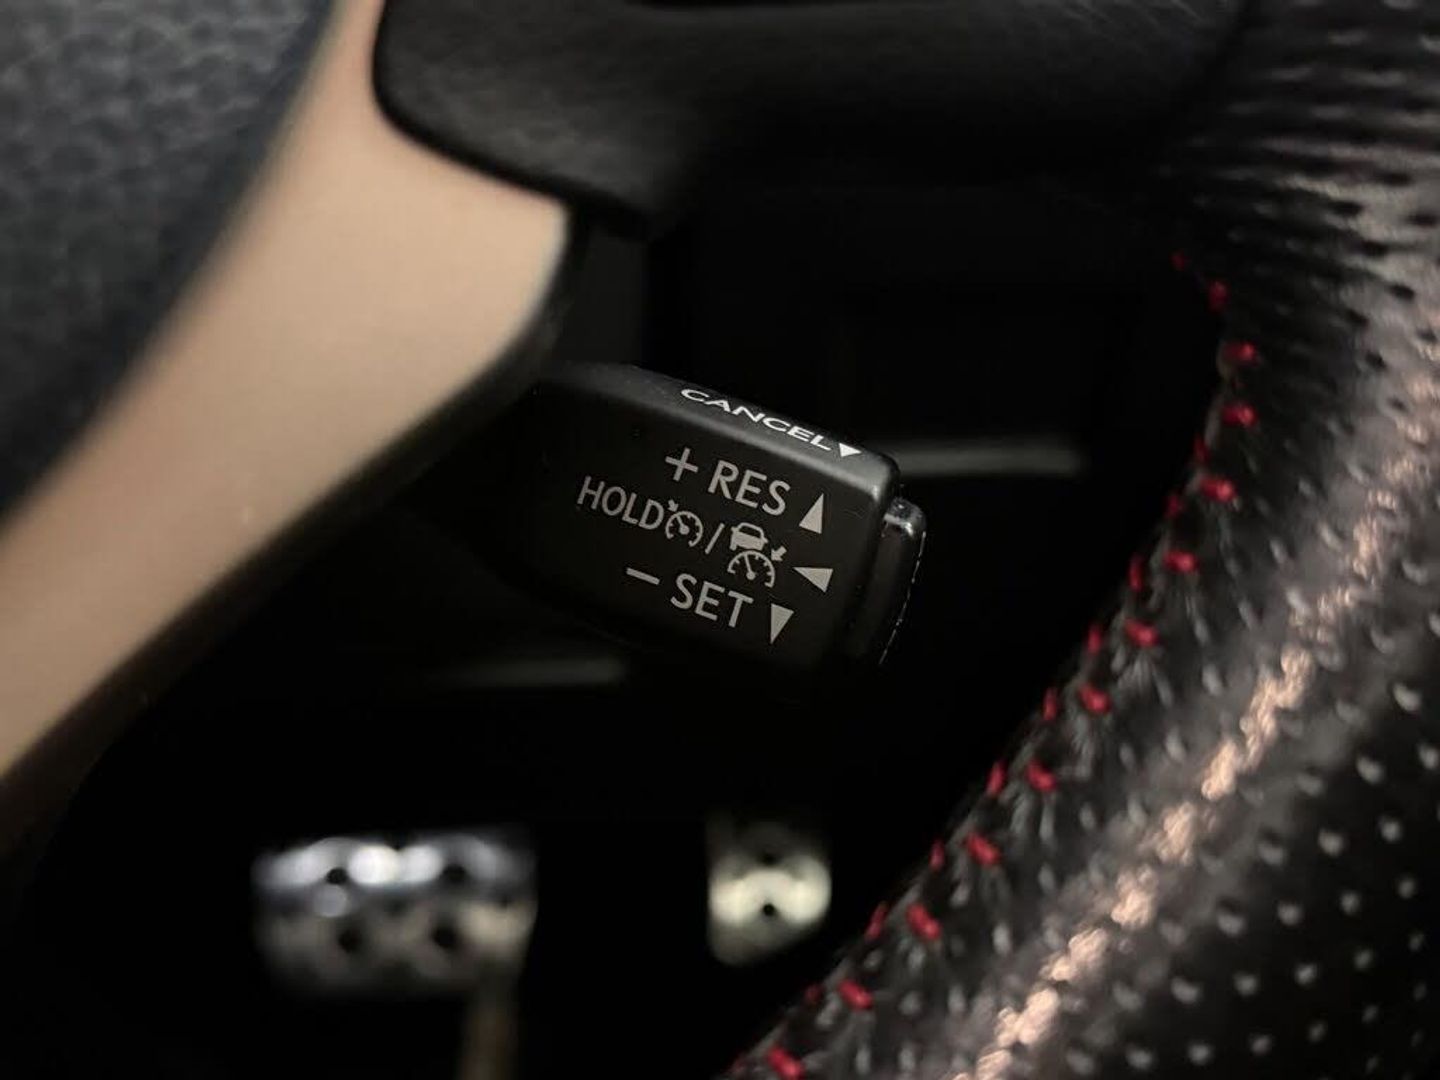 CANCEL
+ RES
HOLD /
- SET